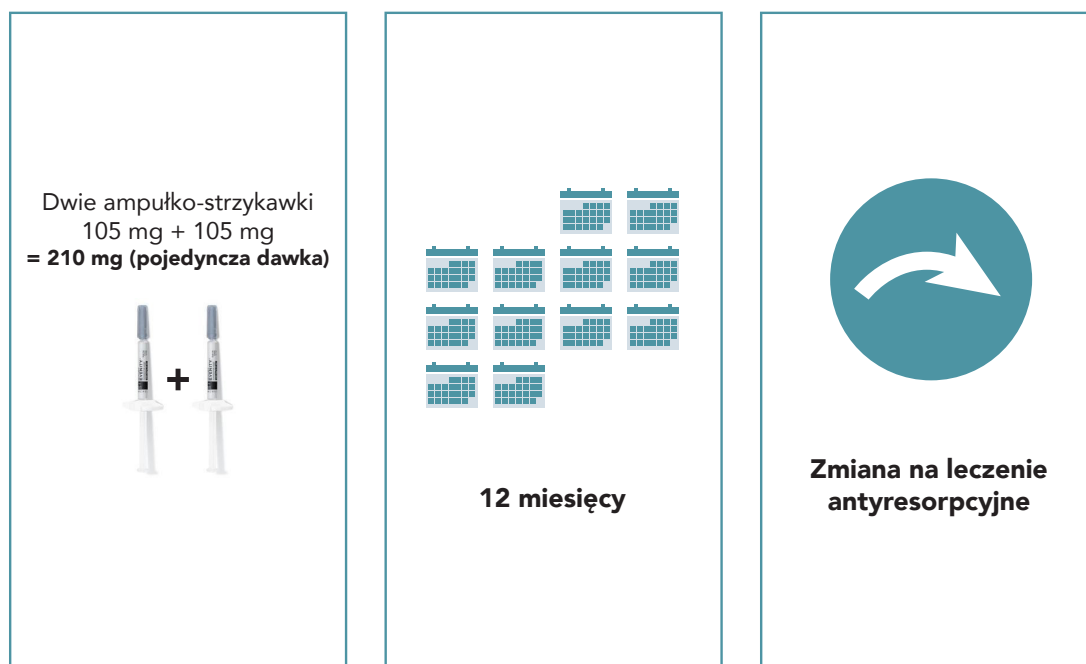 Dwie ampułko-strzykawki
105 mg + 105 mg
= 210 mg (pojedyncza dawka)
+
12 miesięcy
Zmiana na leczenie
antyresorpcyjne